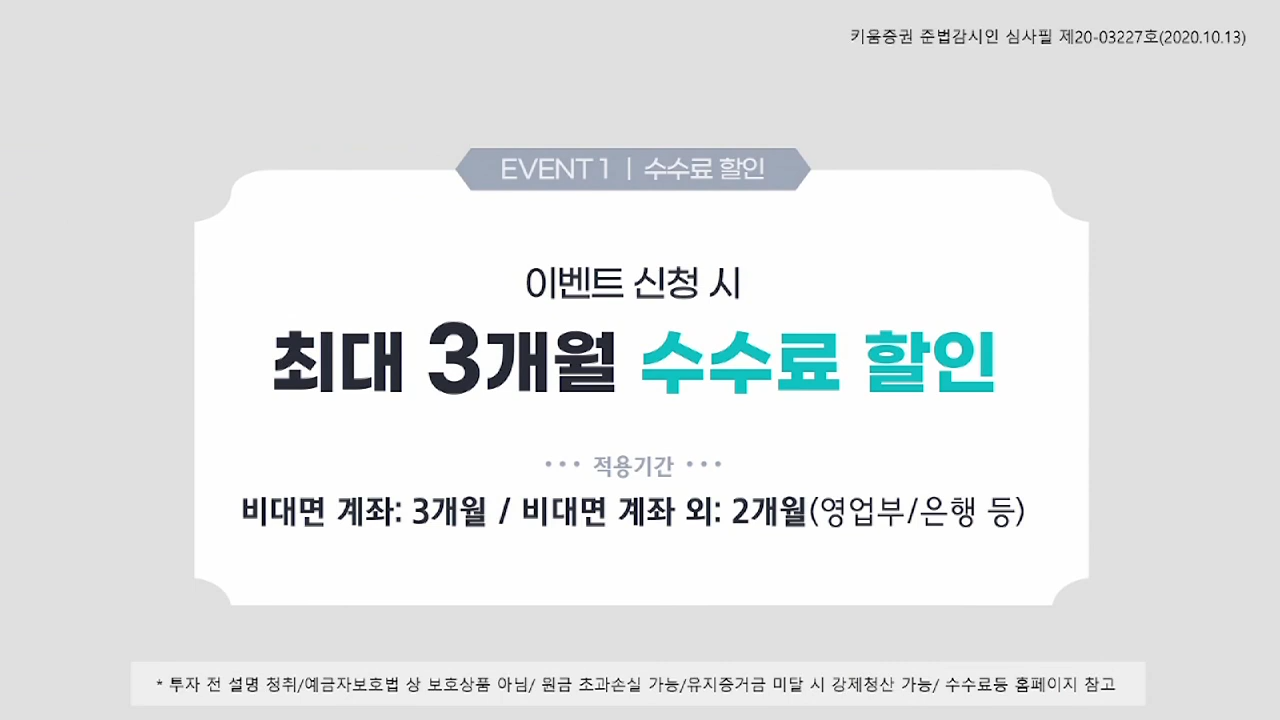 키움증권 준법감시인 심사필 제20-03227호(2020.10.13)
EVENT 1 | 수수료 할인
이벤트 신청 시
최대 3개월 수수료 할인
••• 적용기간 •••
비대면 계좌: 3개월 / 비대면 계좌 외: 2개월(영업부/은행 등)
* 투자 전 설명 청취/예금자보호법 상 보호상품 아님/ 원금 초과손실 가능/유지증거금 미달 시 강제청산 가능/ 수수료등 홈페이지 참고